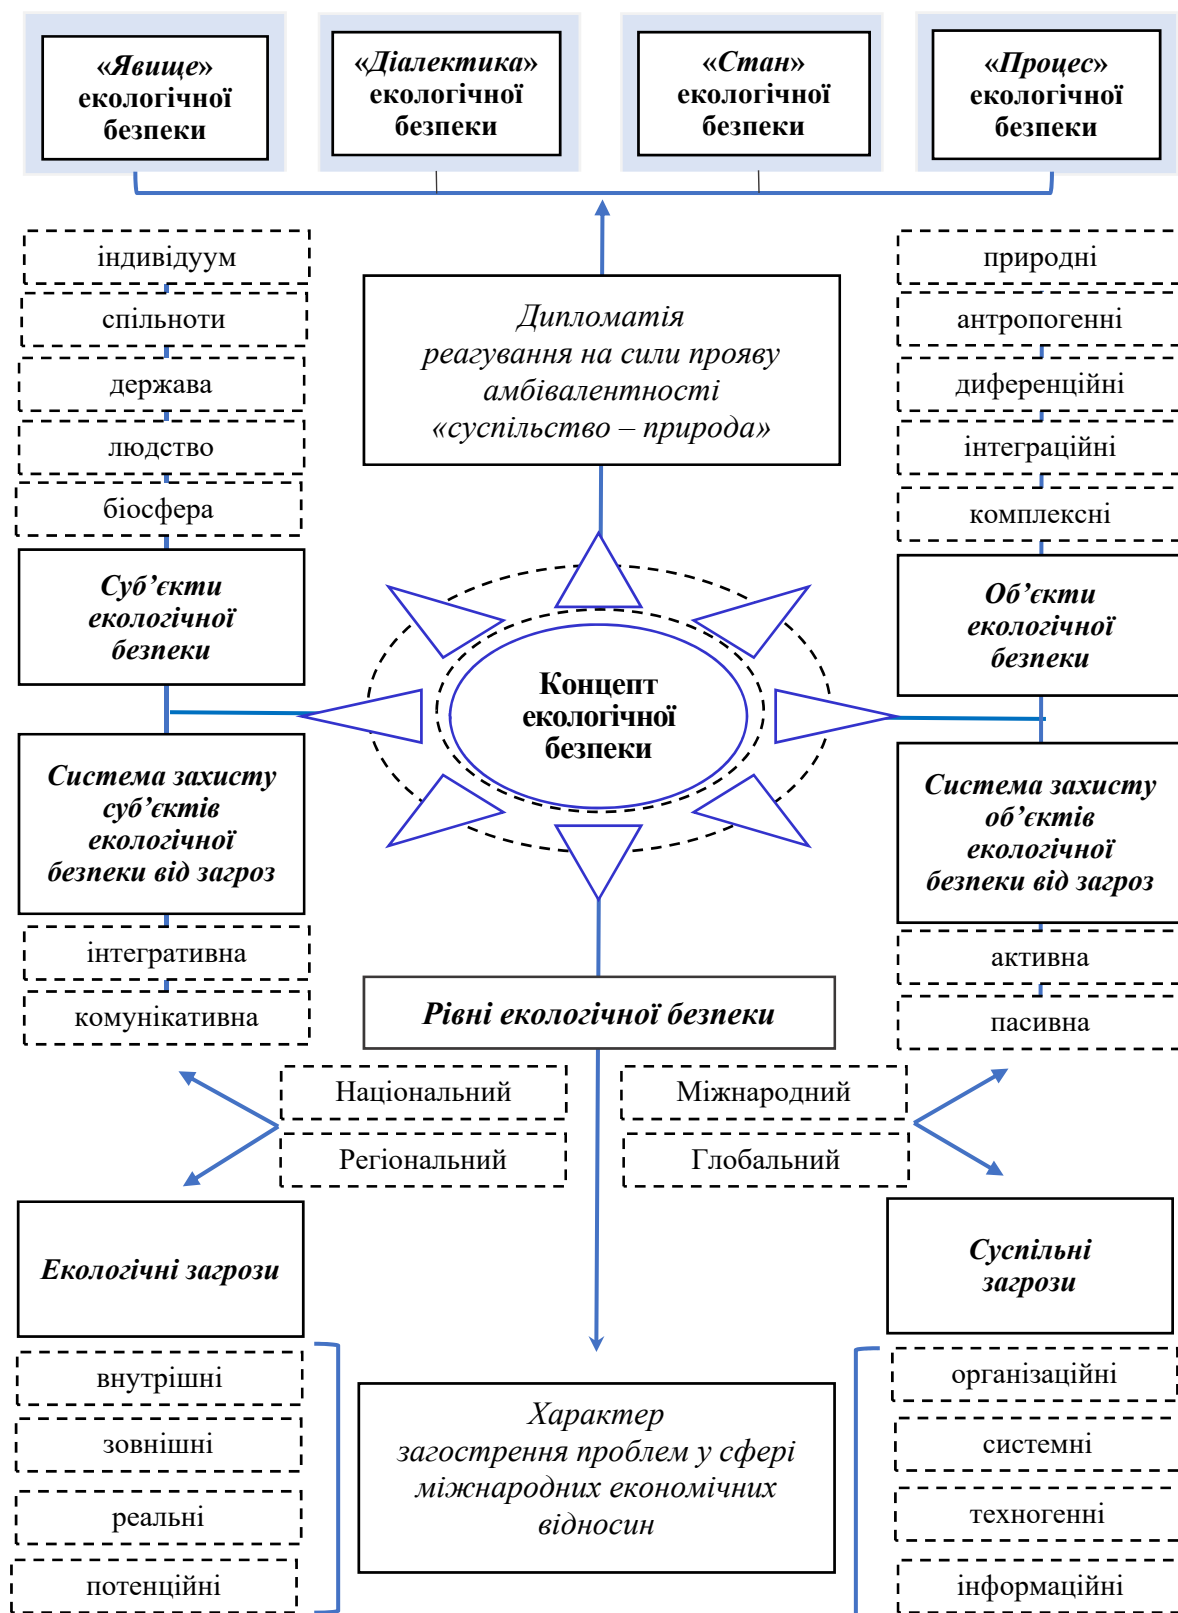 «Явище»
екологічної
безпеки
«Діалектика»
екологічної
безпеки
«Стан»
екологічної
безпеки
«Процес»
екологічної
безпеки
індивідуум
спільноти
держава
людство
біосфера
Дипломатія
реагування на сили прояву
амбівалентності
«суспільство – природа»
природні
антропогенні
диференційні
інтеграційні
комплексні
Суб’єкти
екологічної
безпеки
Концепт
екологічної
безпеки
Об’єкти
екологічної
безпеки
Система захисту
суб’єктів
екологічної
безпеки від загроз
Система захисту
об’єктів
екологічної
безпеки від загроз
інтегративна
комунікативна
Рівні екологічної безпеки
активна
пасивна
Національний
Регіональний
Міжнародний
Глобальний
Екологічні загрози
Суспільні
загрози
внутрішні
зовнішні
реальні
потенційні
Характер
загострення проблем у сфері
міжнародних економічних
відносин
організаційні
системні
техногенні
інформаційні